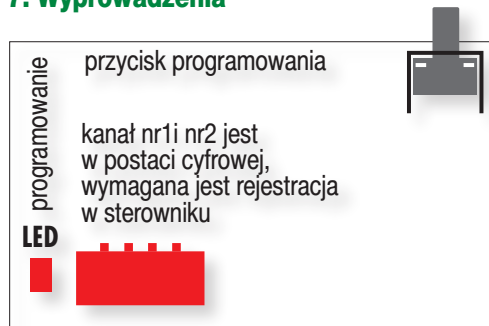 7. Wyprowadzenia
przycisk programowania
programowanie
kanał nr1i nr2 jest
w postaci cyfrowej,
wymagana jest rejestracja
w sterowniku
LED